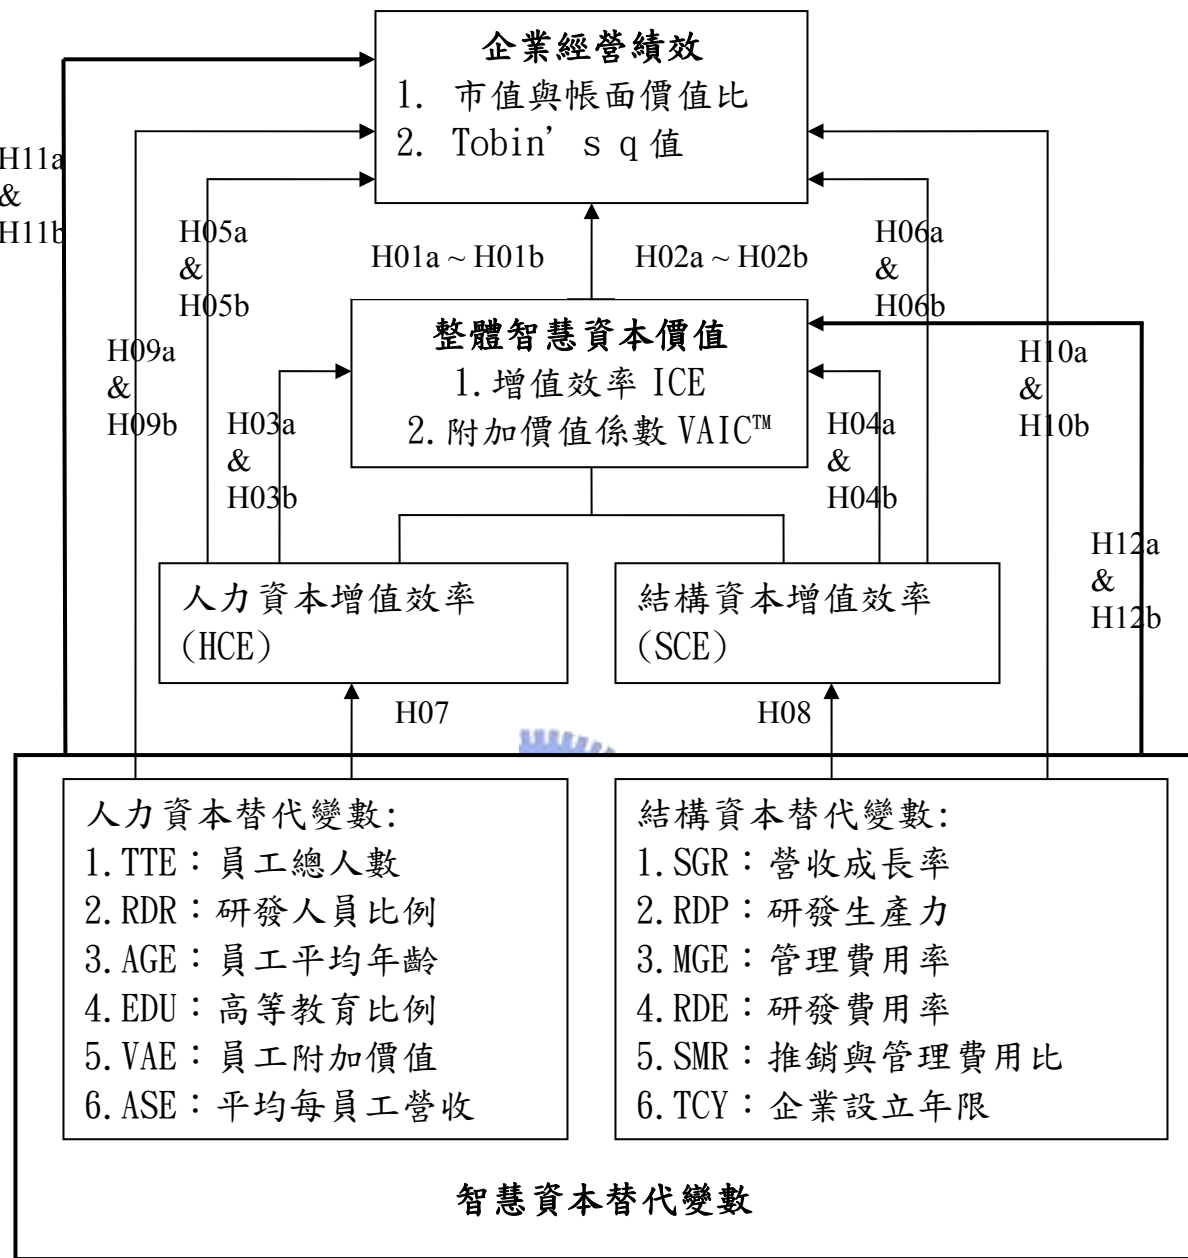 企業經營績效
1. 市值與帳面價值比
2. Tobin’s q值
H11a
&
H11b
H05a
&
H05b
H01a ~ H01b
H02a ~ H02b
H06a
&
H06b
整體智慧資本價值
1.增值效率 ICE
2.附加價值係數 VAIC™
H09a
&
H09b
H03a
&
H03b
H04a
&
H04b
H10a
&
H10b
H12a
&
H12b
人力資本增值效率
(HCE)
結構資本增值效率
(SCE)
H07
H08
人力資本替代變數:
1.TTE：員工總人數
2.RDR：研發人員比例
3.AGE：員工平均年齡
4.EDU：高等教育比例
5.VAE：員工附加價值
6.ASE：平均每員工營收
結構資本替代變數:
1.SGR：營收成長率
2.RDP：研發生產力
3.MGE：管理費用率
4.RDE：研發費用率
5.SMR：推銷與管理費用比
6.TCY：企業設立年限
智慧資本替代變數